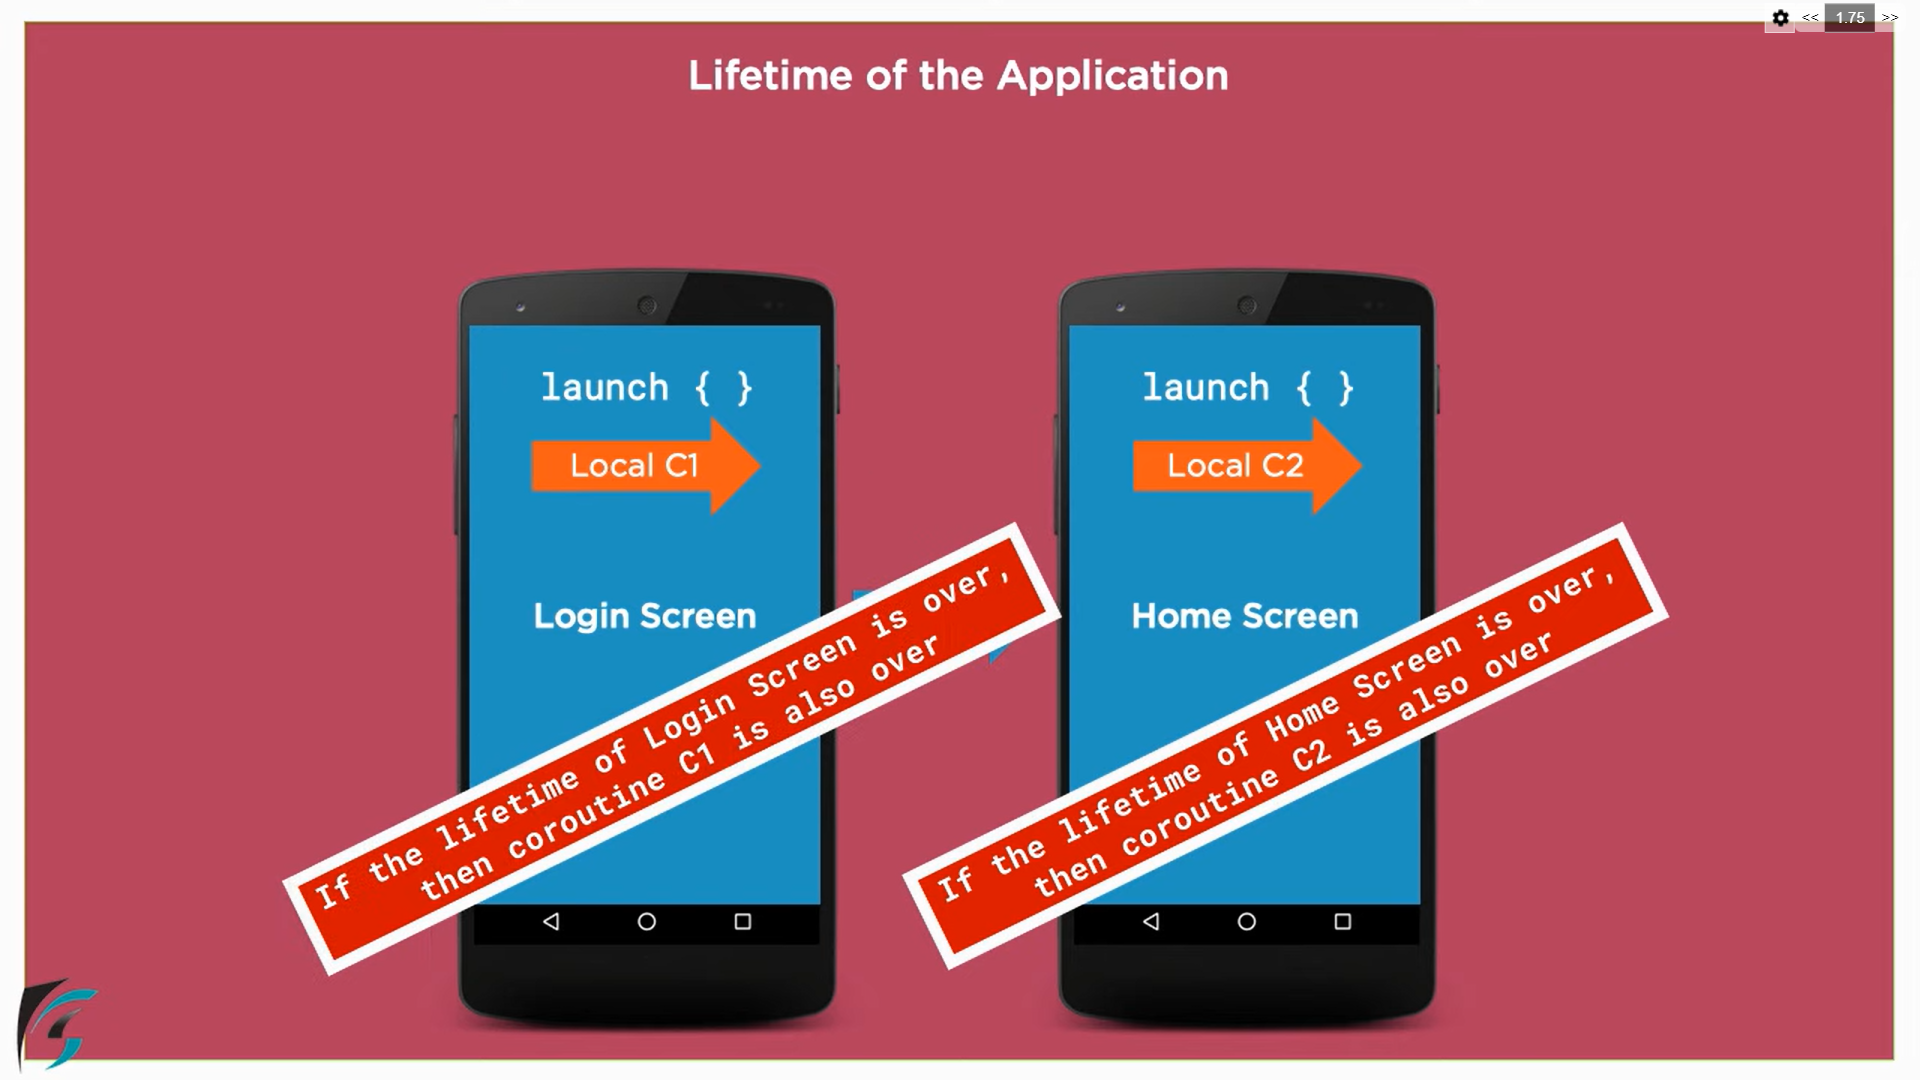 << 1.75 >>
Lifetime of the Application
launch { }
Local C1
Login Screen
If the lifetime of Login Screen is over,
then coroutine C1 is also over
launch { }
Local C2
Home Screen
If the lifetime of Home Screen is over,
then coroutine C2 is also over